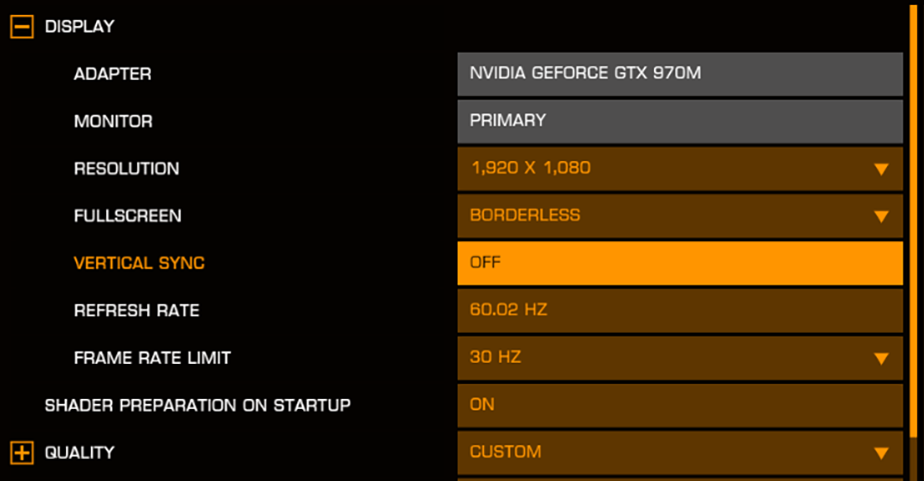 DISPLAY
ADAPTER NVIDIA GEFORCE GTX 970M
MONITOR PRIMARY
RESOLUTION 1,920 X 1,080
FULLSCREEN BORDERLESS
VERTICAL SYNC OFF
REFRESH RATE 60.02 HZ
FRAME RATE LIMIT 30 HZ
SHADER PREPARATION ON STARTUP ON
QUALITY CUSTOM